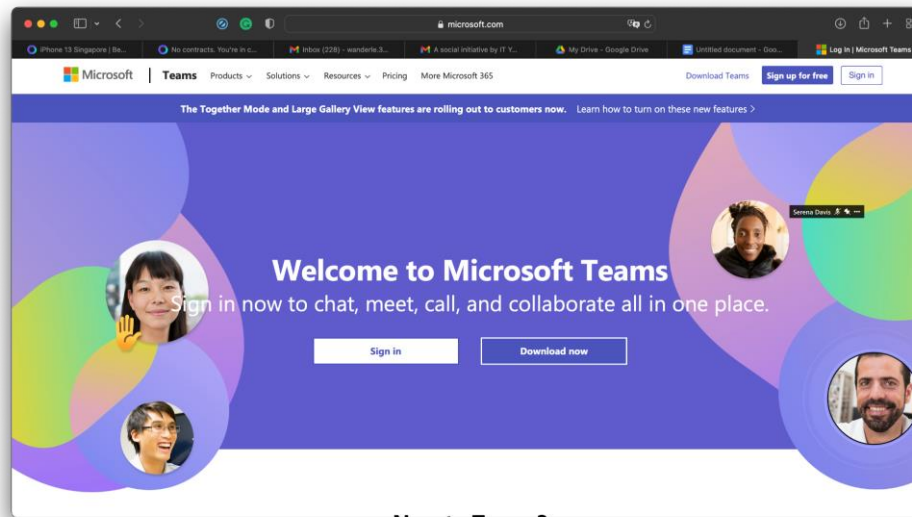 microsoft.com
iPhone 13 Singapore | Be...
No contracts. You're in c...
Inbox (228) - wanderle.3...
A social initiative by IT Y...
My Drive - Google Drive
Untitled document - Goo...
Log In | Microsoft Teams
Microsoft Teams Products Solutions Resources Pricing More Microsoft 365 Download Teams Sign up for free Sign in
The Together Mode and Large Gallery View features are rolling out to customers now. Learn how to turn on these new features >
Serena Davis
Welcome to Microsoft Teams
Sign in now to chat, meet, call, and collaborate all in one place.
Sign in
Download now